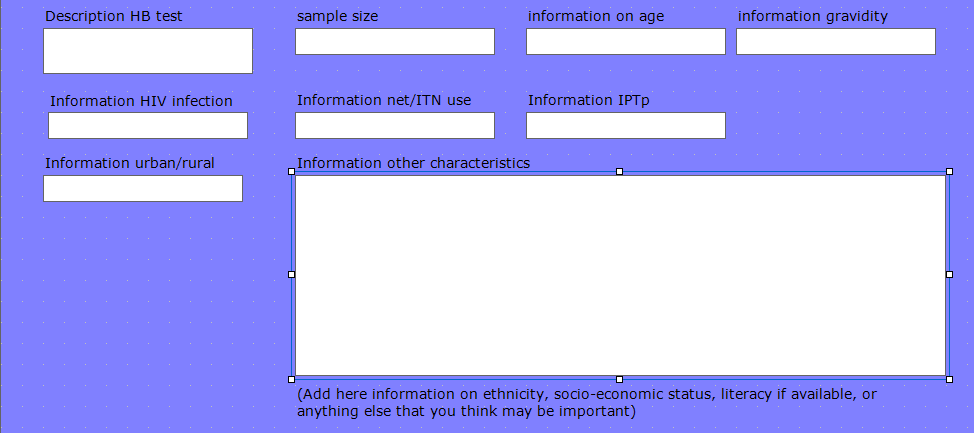 Description HB test
sample size
information on age
information gravidity
Information HIV infection
Information net/ITN use
Information IPTp
Information urban/rural
Information other characteristics
(Add here information on ethnicity, socio-economic status, literacy if available, or
anything else that you think may be important)